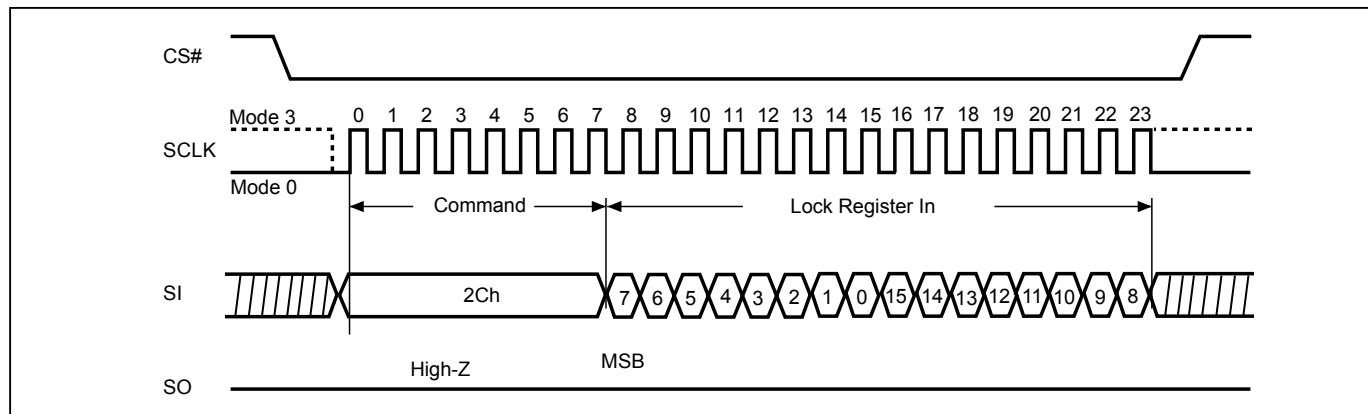 CS#
Mode 3 0 1 2 3 4 5 6 7 8 9 10 11 12 13 14 15 16 17 18 19 20 21 22 23
SCLK
Mode 0
Command Lock Register In
SI 2Ch 7 6 5 4 3 2 1 0 15 14 13 12 11 10 9 8
High-Z MSB
SO